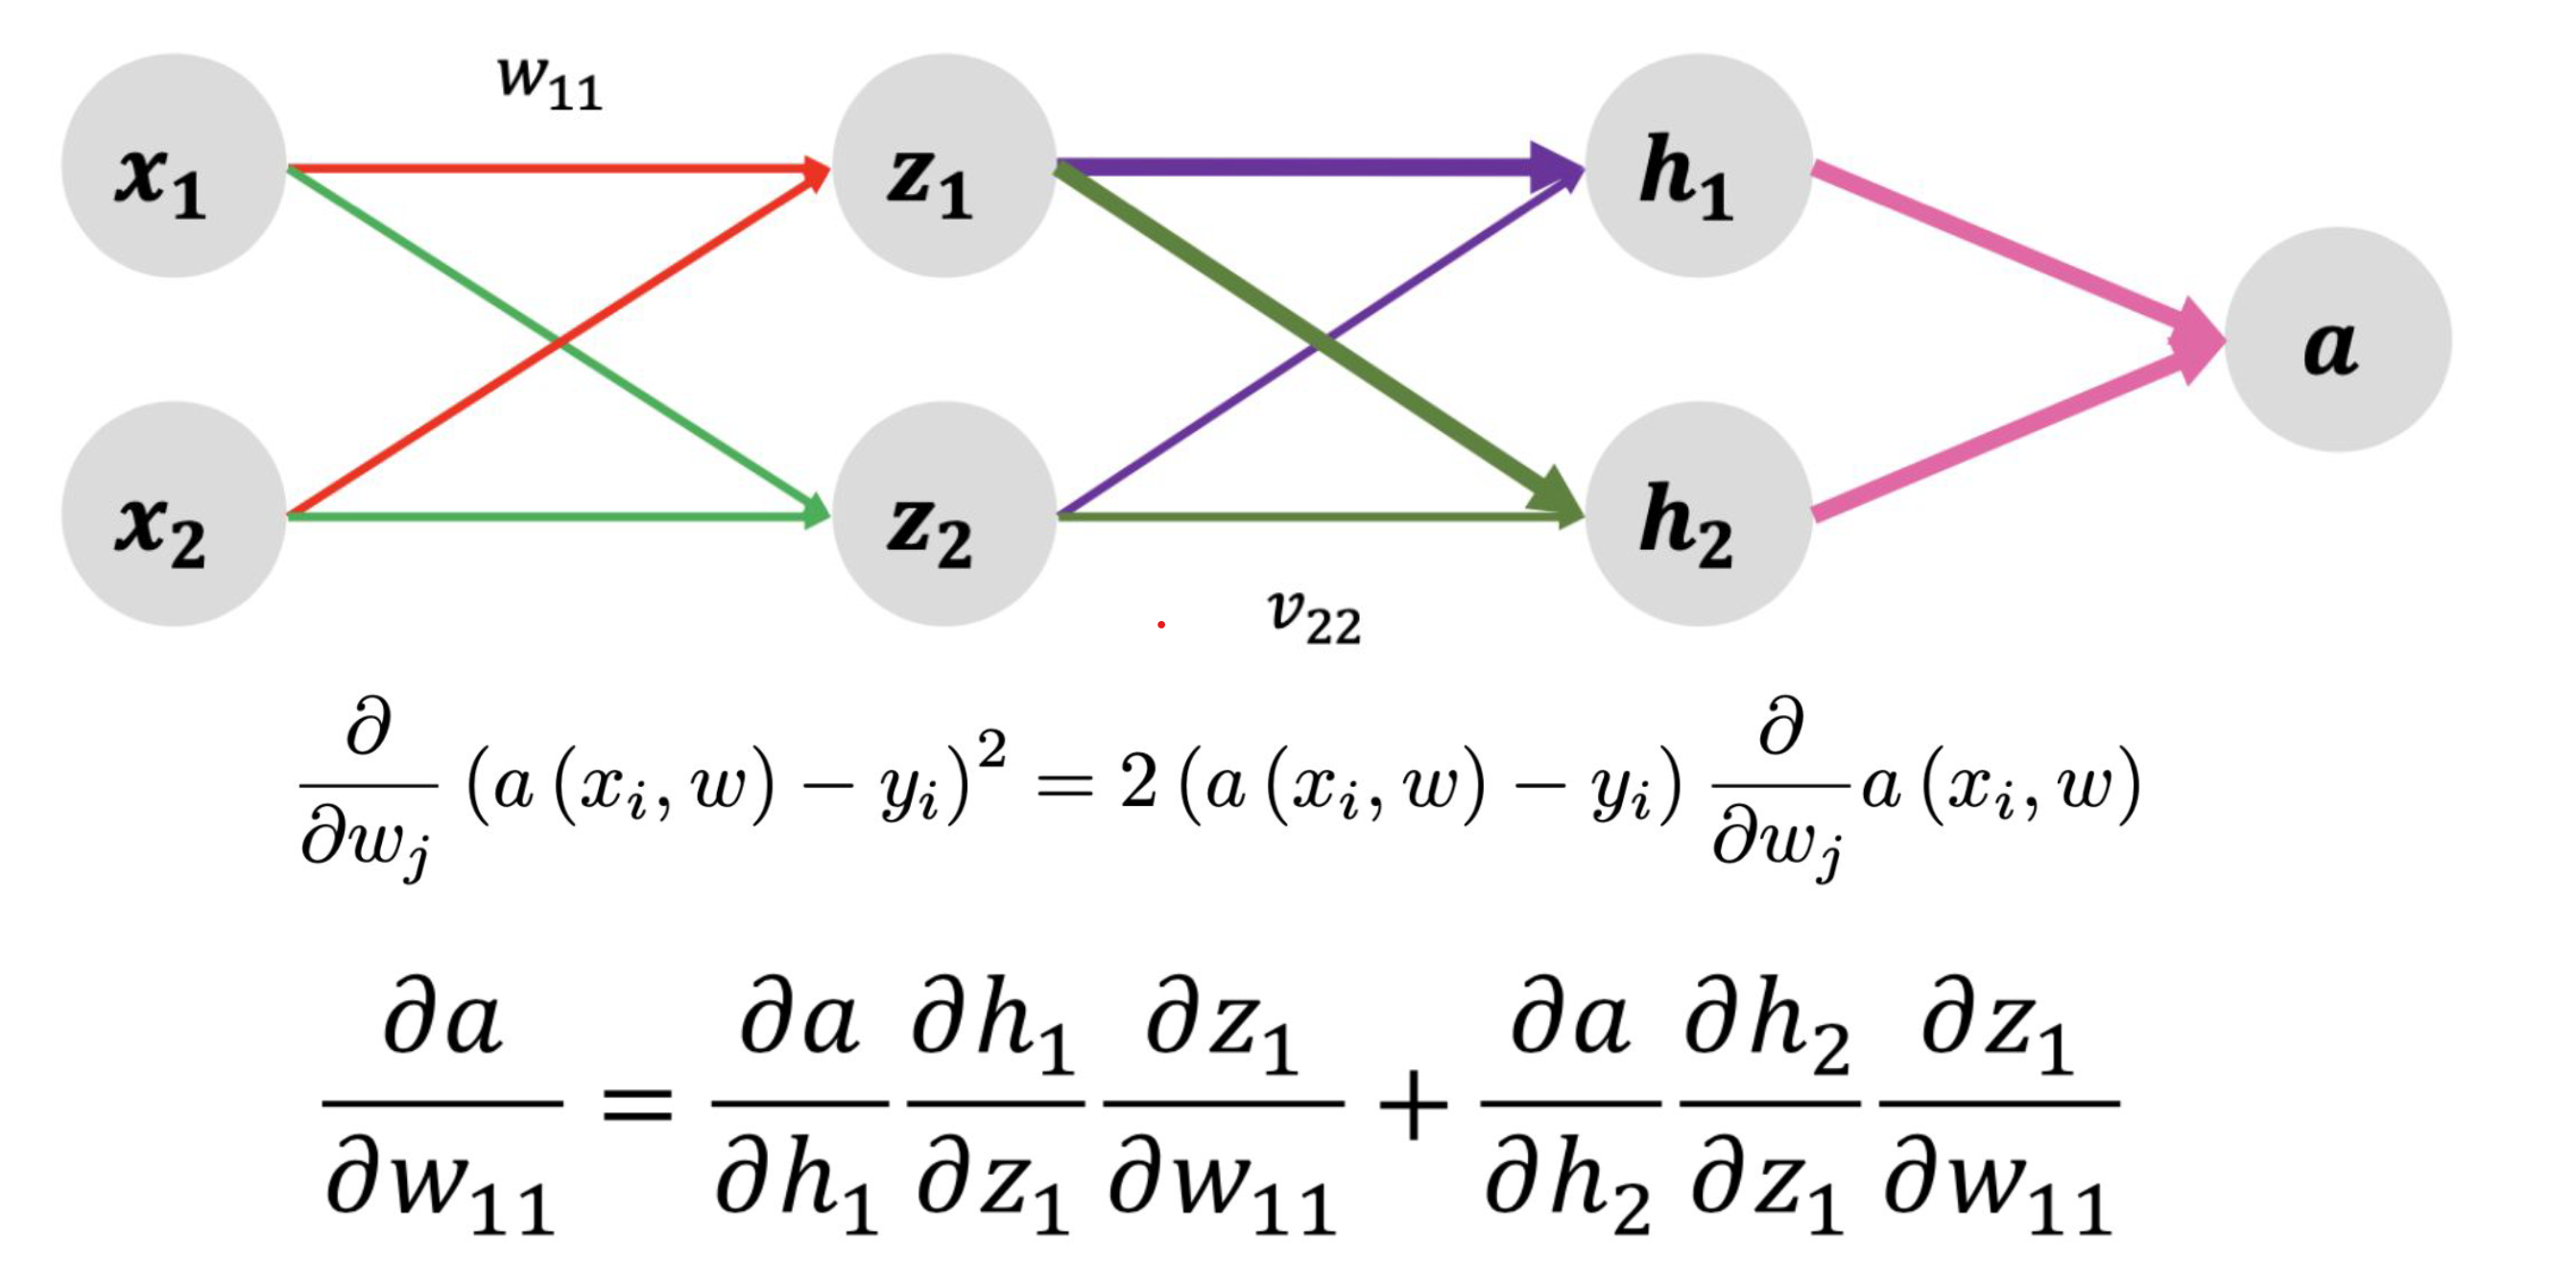 w₁₁
x₁ z₁ h₁
a
x₂ z₂ h₂
v₂₂
∂/∂wⱼ (a (xᵢ, w) − yᵢ)² = 2 (a (xᵢ, w) − yᵢ) ∂/∂wⱼ a (xᵢ, w)
∂a/∂w₁₁ = ∂a/∂h₁ ∂h₁/∂z₁ ∂z₁/∂w₁₁ + ∂a/∂h₂ ∂h₂/∂z₁ ∂z₁/∂w₁₁